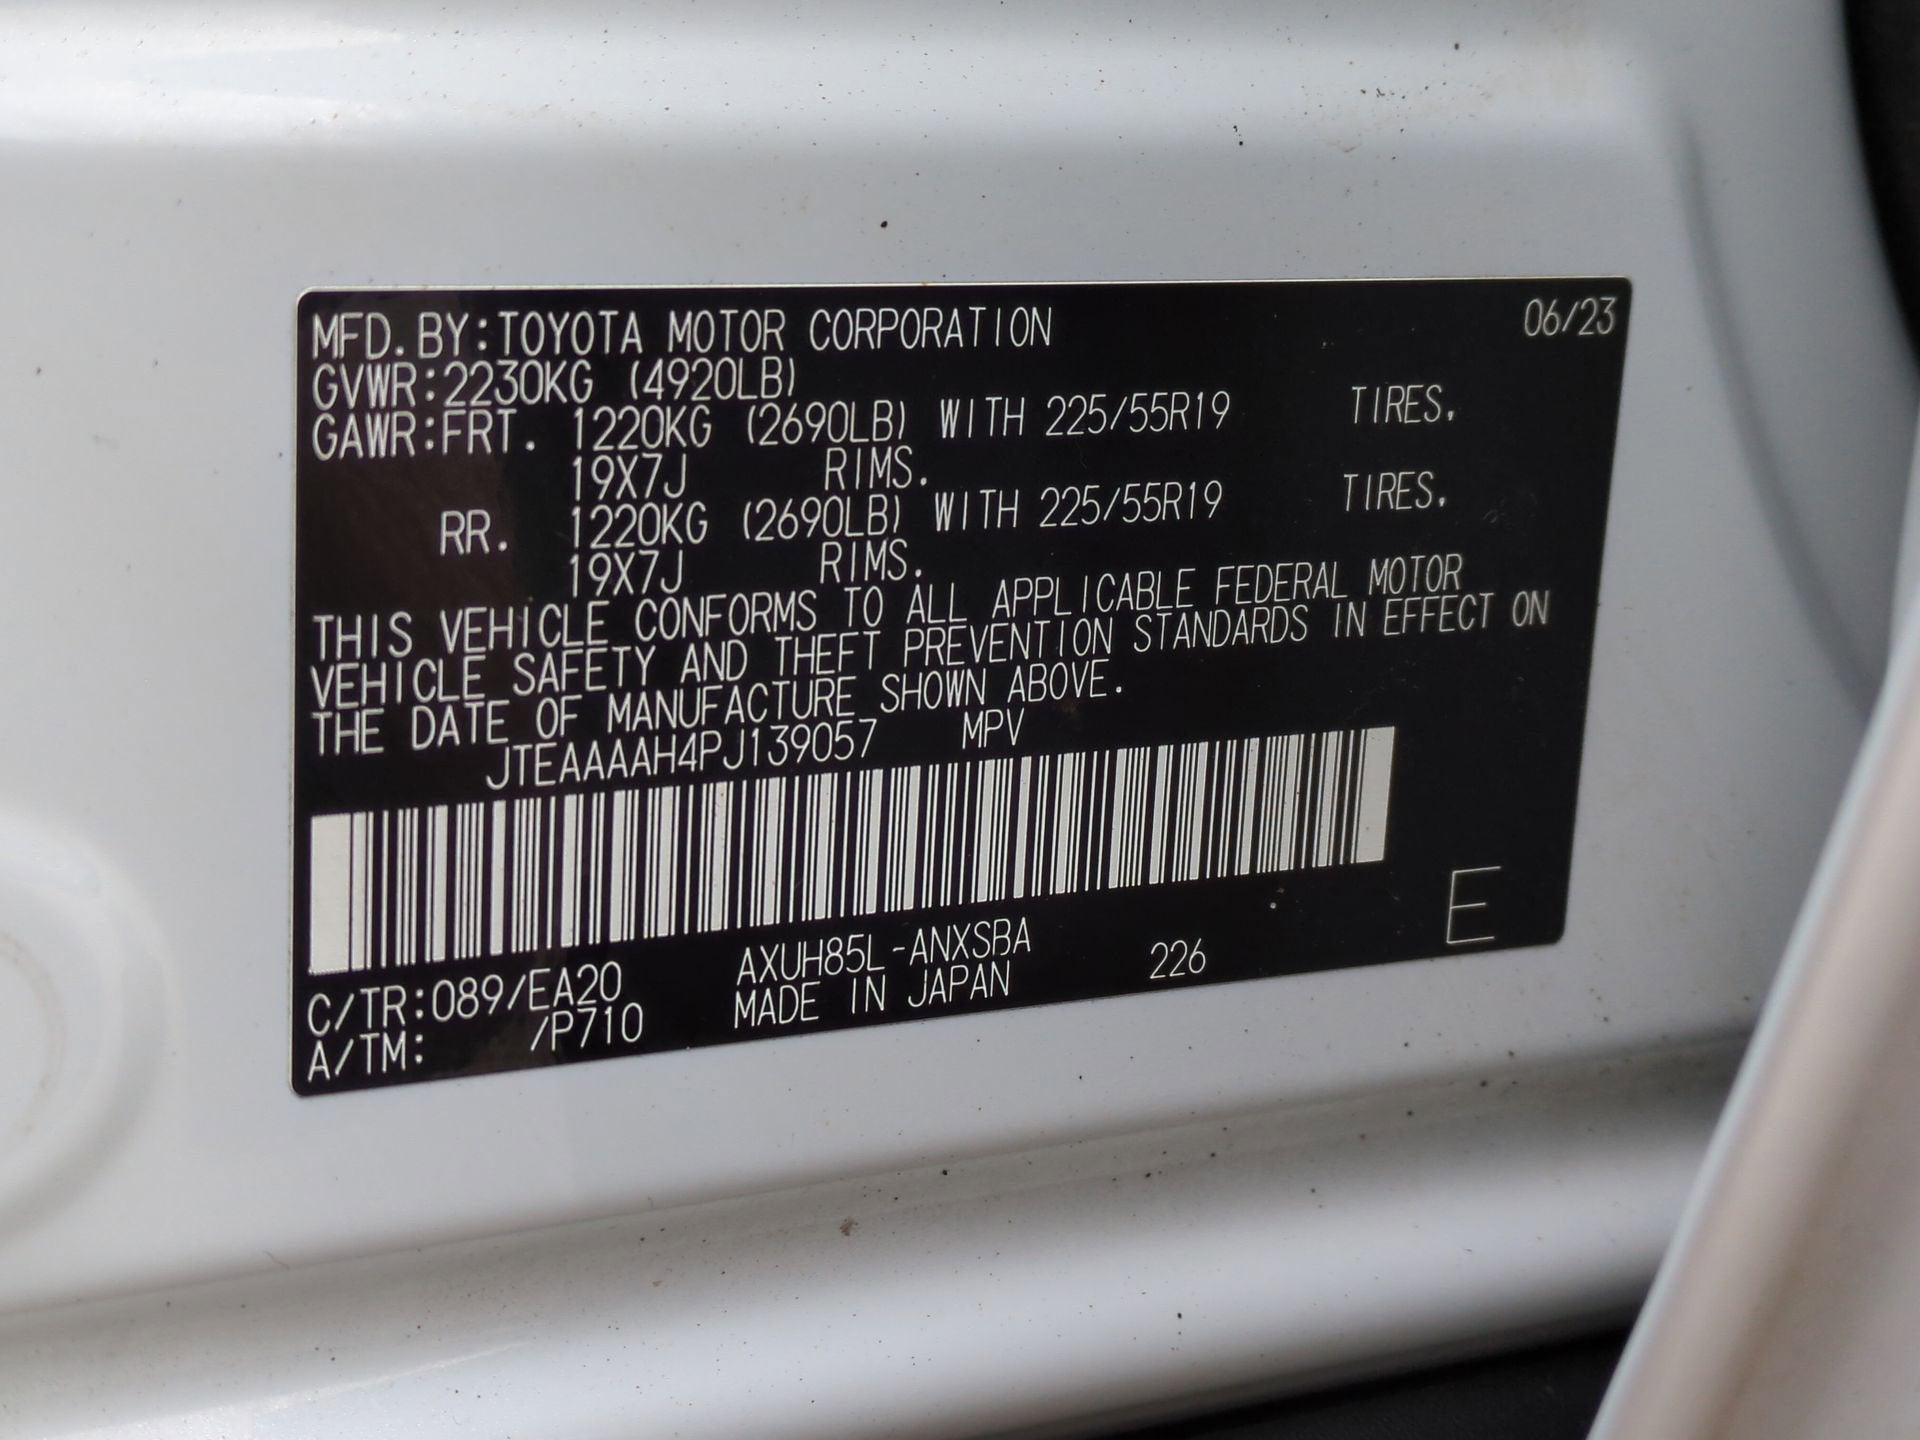 MFD. BY:TOYOTA MOTOR CORPORATION 06/23
GVWR:2230KG (4920LB)
GAWR:FRT. 1220KG (2690LB) WITH 225/55R19 TIRES.
19X7J RIMS.
RR. 1220KG (2690LB) WITH 225/55R19 TIRES.
19X7J RIMS.
THIS VEHICLE CONFORMS TO ALL APPLICABLE FEDERAL MOTOR
VEHICLE SAFETY AND THEFT PREVENTION STANDARDS IN EFFECT ON
THE DATE OF MANUFACTURE SHOWN ABOVE.
JTEAAAAH4PJ139057 MPV
C/TR:089/EA20 AXUH85L-ANXSBA 226 E
A/TM: /P710 MADE IN JAPAN